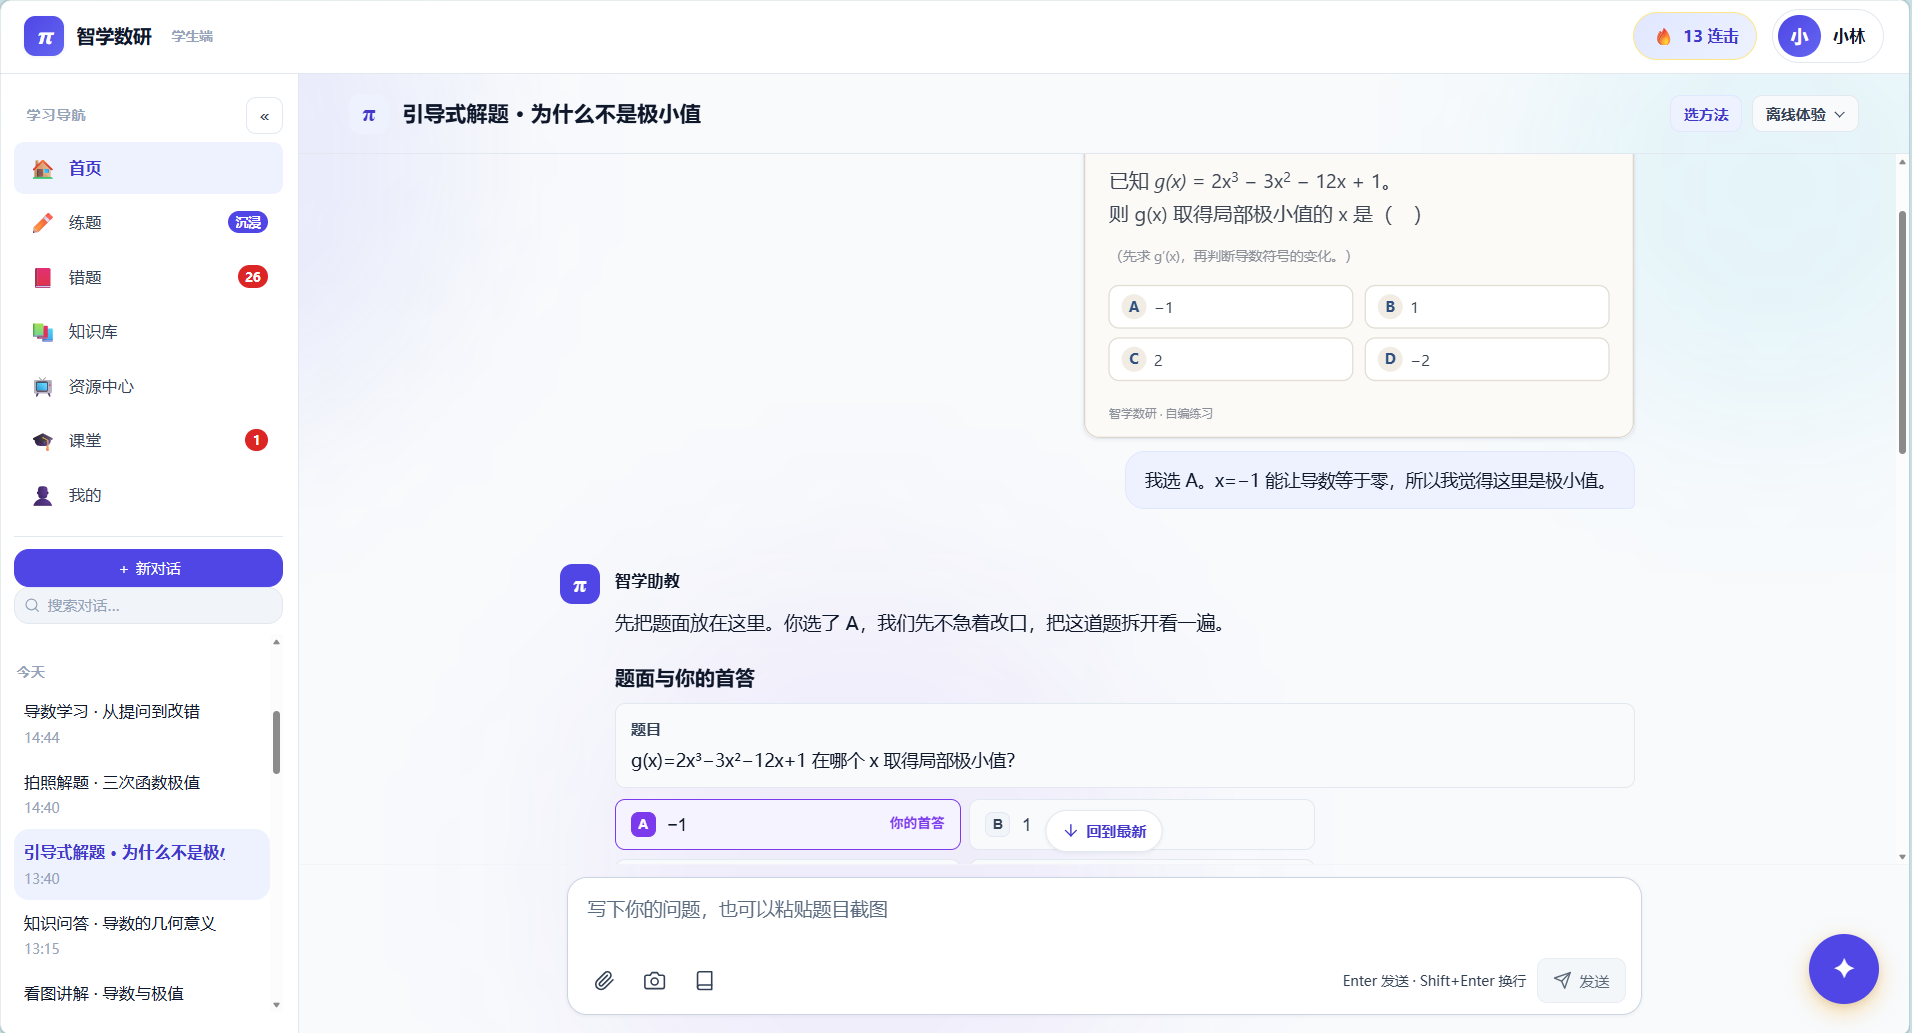 π 智学数研 学生端
13 连击
小 小林
学习导航 «
首页
练题 沉浸
错题 26
知识库
资源中心
课堂 1
我的
+ 新对话
搜索对话...
今天
导数学习 · 从提问到改错
14:44
拍照解题 · 三次函数极值
14:40
引导式解题 • 为什么不是极
13:40
知识问答 · 导数的几何意义
13:15
看图讲解 · 导数与极值
π 引导式解题 • 为什么不是极小值
选方法 离线体验
已知 g(x) = 2x³ − 3x² − 12x + 1。
则 g(x) 取得局部极小值的 x 是（　）
（先求 g′(x)，再判断导数符号的变化。）
A −1
B 1
C 2
D −2
智学数研 · 自编练习
我选 A。x=−1 能让导数等于零，所以我觉得这里是极小值。
π 智学助教
先把题面放在这里。你选了 A，我们先不急着改口，把这道题拆开看一遍。
题面与你的首答
题目
g(x)=2x³−3x²−12x+1 在哪个 x 取得局部极小值？
A −1 你的首答
B 1
回到最新
写下你的问题，也可以粘贴题目截图
Enter 发送 · Shift+Enter 换行
发送